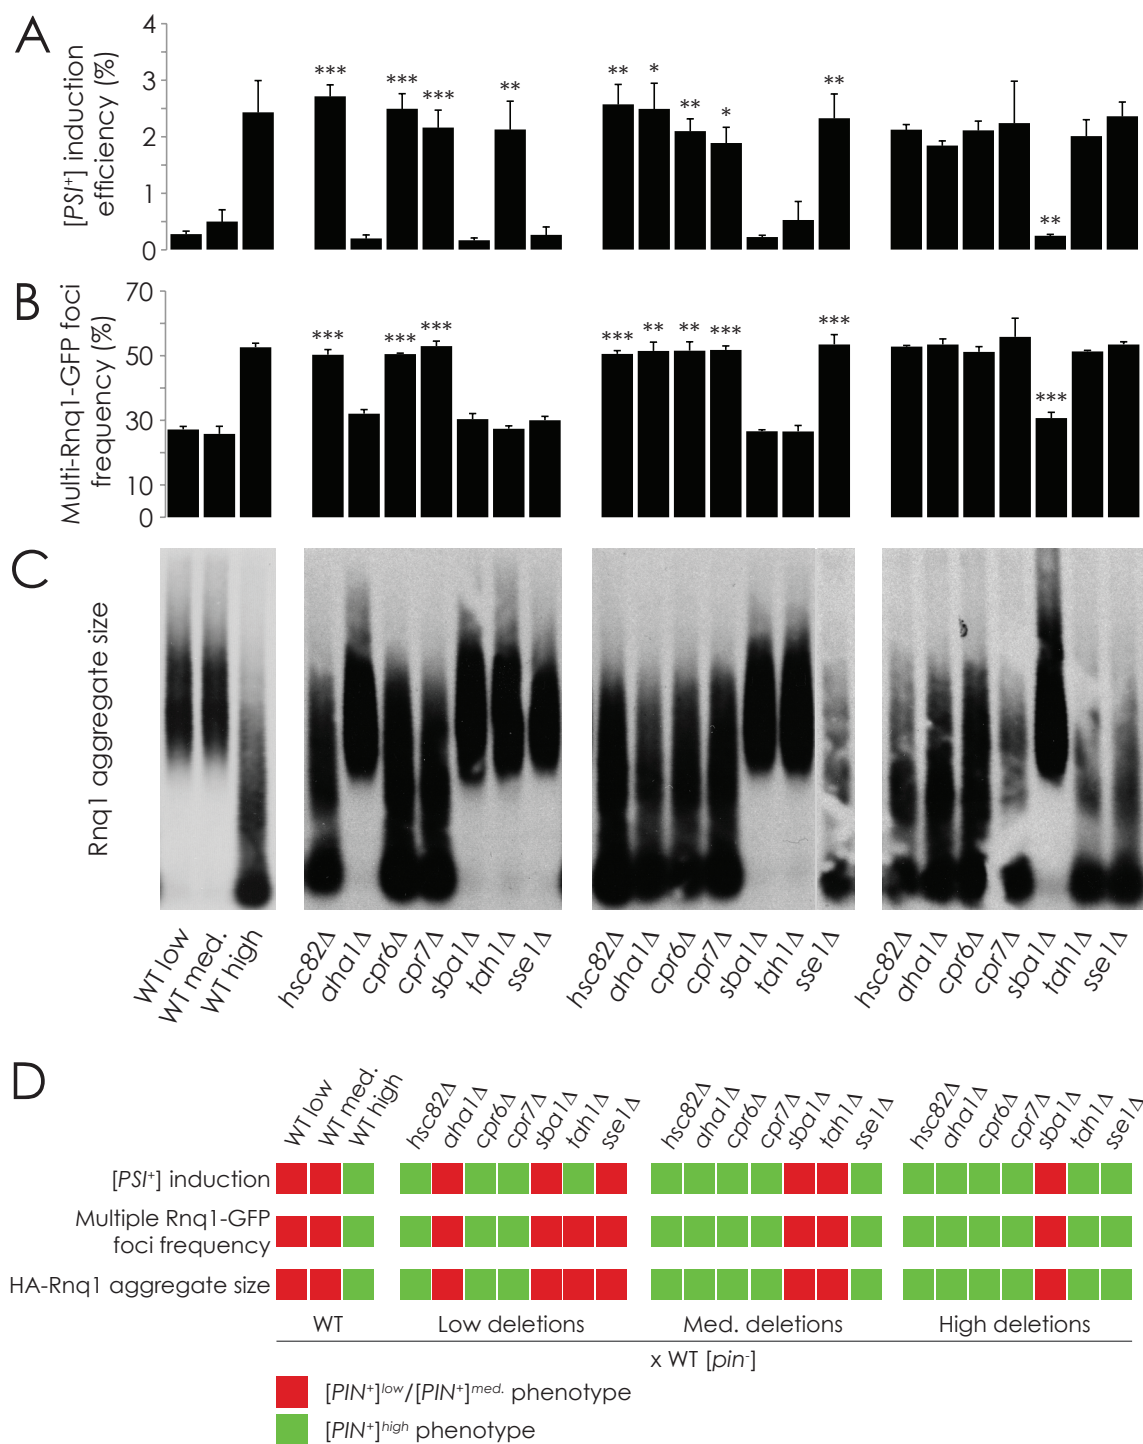 A
[PSI+] induction
efficiency (%)
4
3
2
1
0
***
***
***
**
**
*
**
*
**
**
B
Multi-Rnq1-GFP foci
frequency (%)
70
50
30
10
0
***
***
***
***
**
**
***
***
***
C
Rnq1 aggregate size
WT low
WT med.
WT high
hsc82Δ
aha1Δ
cpr6Δ
cpr7Δ
sba1Δ
tah1Δ
sse1Δ
hsc82Δ
aha1Δ
cpr6Δ
cpr7Δ
sba1Δ
tah1Δ
sse1Δ
hsc82Δ
aha1Δ
cpr6Δ
cpr7Δ
sba1Δ
tah1Δ
sse1Δ
D
WT low
WT med.
WT high
hsc82Δ
aha1Δ
cpr6Δ
cpr7Δ
sba1Δ
tah1Δ
sse1Δ
hsc82Δ
aha1Δ
cpr6Δ
cpr7Δ
sba1Δ
tah1Δ
sse1Δ
hsc82Δ
aha1Δ
cpr6Δ
cpr7Δ
sba1Δ
tah1Δ
sse1Δ
[PSI+] induction
Multiple Rnq1-GFP
foci frequency
HA-Rnq1 aggregate size
WT
Low deletions
Med. deletions
High deletions
x WT [pin-]
[PIN+]low/[PIN+]med. phenotype
[PIN+]high phenotype